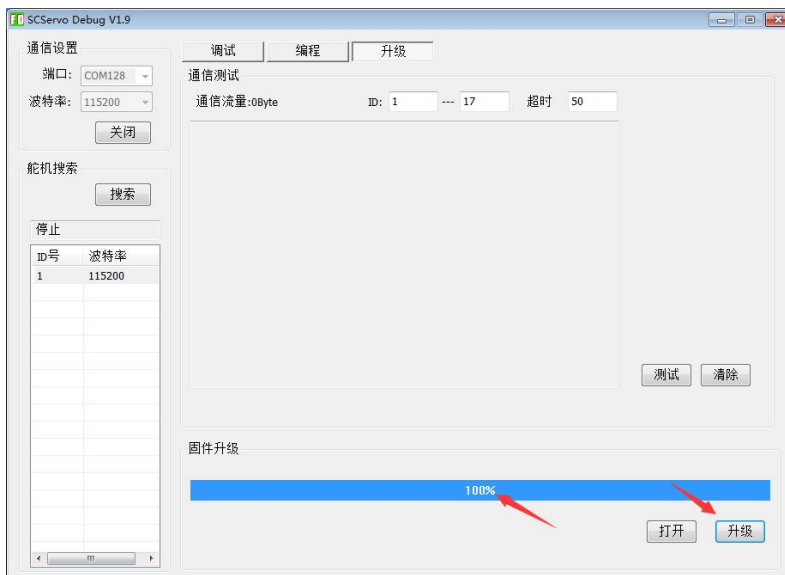 SCServo Debug V1.9
通信设置
端口: COM128
波特率: 115200
关闭
舵机搜索
搜索
停止
ID号 波特率
1 115200
调试 编程 升级
通信测试
通信流量:0Byte ID: 1 --- 17 超时 50
测试 清除
固件升级
100%
打开 升级